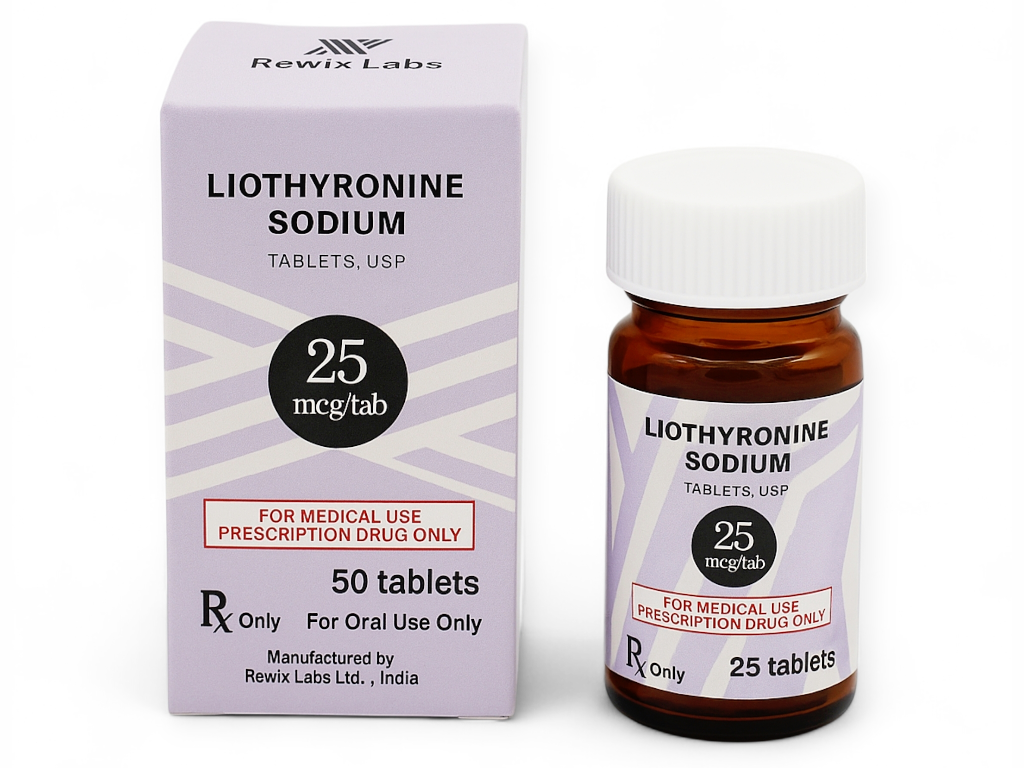 Rewix Labs
LIOTHYRONINE
SODIUM
TABLETS, USP
25
mcg/tab
FOR MEDICAL USE
PRESCRIPTION DRUG ONLY
50 tablets
Rx Only For Oral Use Only
Manufactured by
Rewix Labs Ltd. , India
LIOTHYRONINE
SODIUM
TABLETS, USP
25
mcg/tab
FOR MEDICAL USE
PRESCRIPTION DRUG ONLY
Rx Only 25 tablets